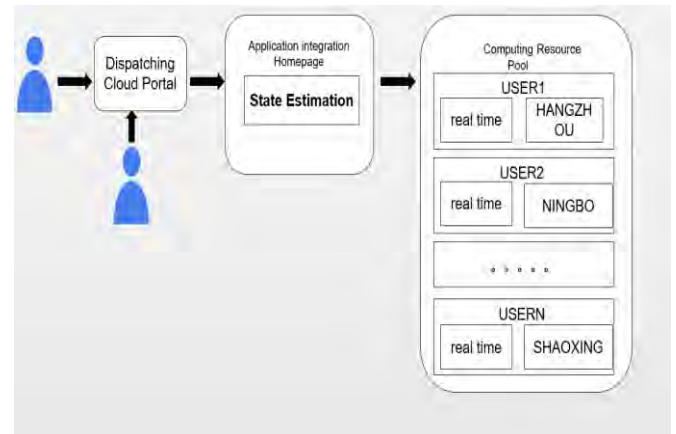 Dispatching
Cloud Portal
Application integration
Homepage
State Estimation
Computing Resource
Pool
USER1
real time
HANGZH
OU
USER2
real time
NINGBO
USERN
real time
SHAOXING